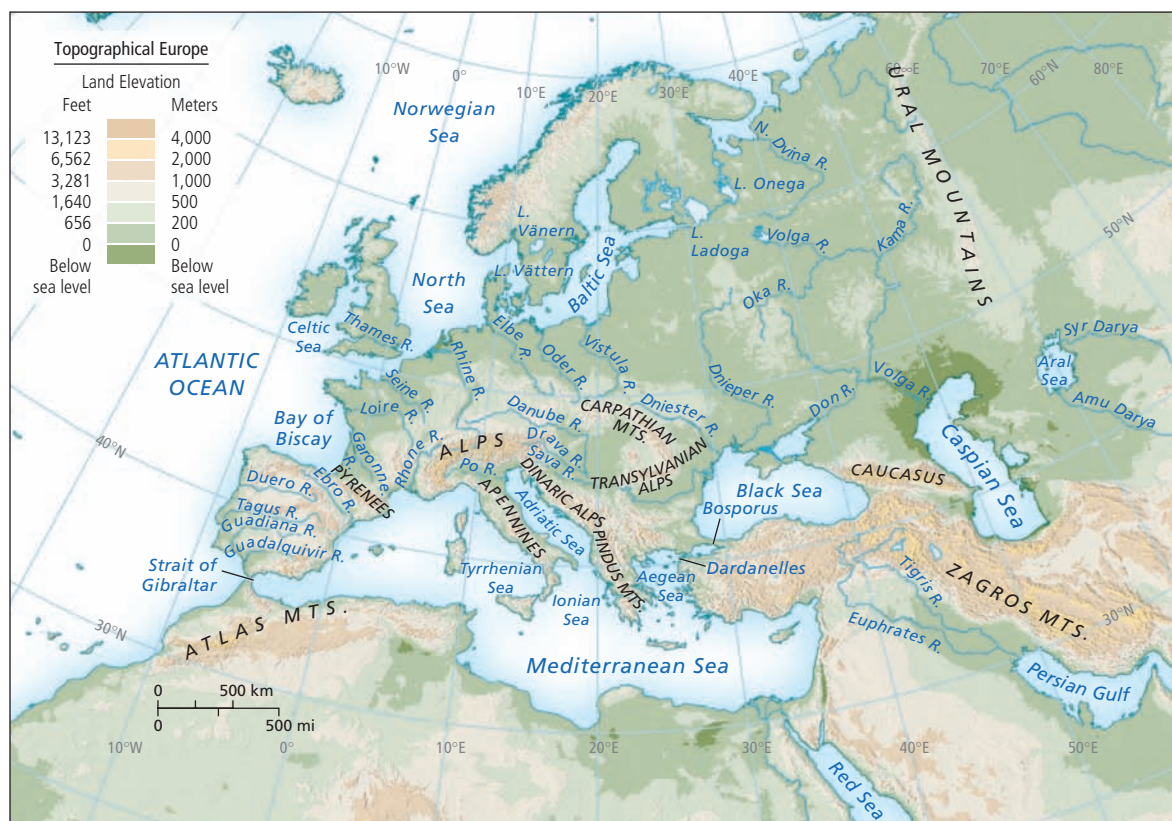 Topographical Europe
Land Elevation
Feet Meters
13,123 4,000
6,562 2,000
3,281 1,000
1,640 500
656 200
0 0
Below Below
sea level sea level
10°W
0°
10°E
20°E
30°E
40°E
60°N
70°E
80°E
50°N
Norwegian
Sea
URAL MOUNTAINS
N. Dvina R.
L. Onega
L.
Ladoga
Volga R.
Kama R.
Oka R.
L.
Vänern
L. Vättern
Baltic Sea
North
Sea
Celtic
Sea
Thames R.
ATLANTIC
OCEAN
Elbe R.
Oder R.
Vistula R.
Rhine R.
Seine R.
Loire R.
Dnieper R.
Don R.
Volga R.
Syr Darya
Aral
Sea
Amu Darya
Bay of
Biscay
Garonne R.
Rhone R.
Danube R.
Drava R.
Sava R.
Dniester R.
CARPATHIAN
MTS.
TRANSYLVANIAN
ALPS
ALPS
Po R.
DINARIC ALPS
APENNINES
Adriatic Sea
PINDUS MTS.
PYRENEES
Ebro R.
Duero R.
Tagus R.
Guadiana R.
Guadalquivir R.
40°N
Strait of
Gibraltar
Tyrrhenian
Sea
Ionian
Sea
Aegean
Sea
Black Sea
Bosporus
Dardanelles
CAUCASUS
Caspian Sea
Tigris R.
Euphrates R.
ZAGROS MTS.
30°N
Persian Gulf
Mediterranean Sea
ATLAS MTS.
30°N
0 500 km
0 500 mi
10°W
0°
10°E
20°E
30°E
40°E
50°E
Red Sea